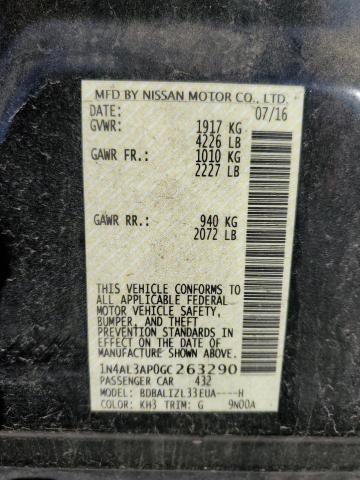 MFD BY NISSAN MOTOR CO., LTD.
DATE: 07/16
GVWR: 1917 KG
4226 LB
GAWR FR.: 1010 KG
2227 LB
GAWR RR.: 940 KG
2072 LB
THIS VEHICLE CONFORMS TO
ALL APPLICABLE FEDERAL
MOTOR VEHICLE SAFETY,
BUMPER, AND THEFT
PREVENTION STANDARDS IN
EFFECT ON THE DATE OF
MANUFACTURE SHOWN ABOVE.
1N4AL3AP0GC263290
PASSENGER CAR 432
MODEL: BDBALIZL33EUA----H
COLOR: KH3 TRIM: G 9N00A